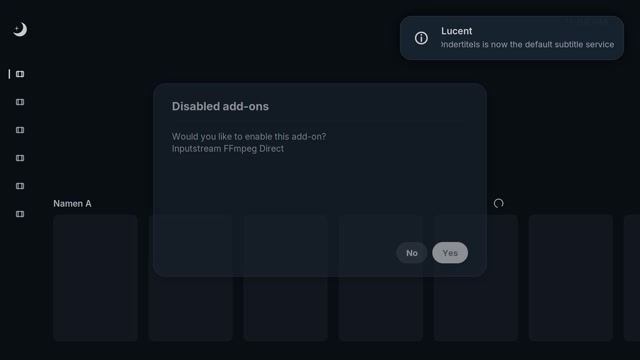 Lucent
ndertitels is now the default subtitle service
Disabled add-ons
Would you like to enable this add-on?
Inputstream FFmpeg Direct
Namen A
No
Yes